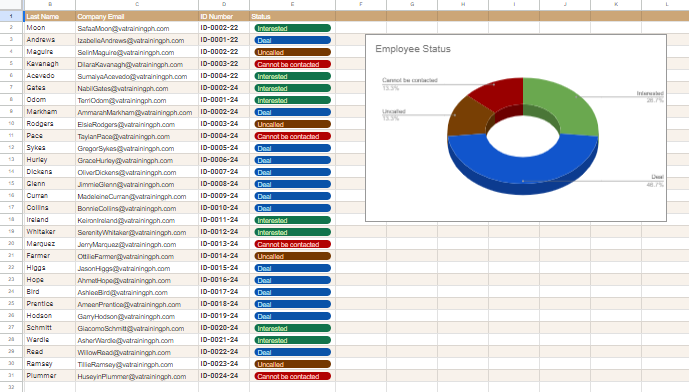 B C D E F G H I J K L
1 Last Name Company Email ID Number Status
2 Moon SafaaMoon@vatrainingph.com ID-0002-22 Interested
3 Andrews IzabelleAndrews@vatrainingph.com ID-0001-22 Deal
4 Maguire SelinMaguire@vatrainingph.com ID-0002-22 Uncalled
5 Kavanagh DilaraKavanagh@vatrainingph.com ID-0003-22 Cannot be contacted
6 Acevedo SumaiyaAcevedo@vatrainingph.com ID-0004-22 Interested
7 Gates NabilGates@vatrainingph.com ID-0002-24 Interested
8 Odom TerriOdom@vatrainingph.com ID-0001-24 Interested
9 Markham AmmarahMarkham@vatrainingph.com ID-0002-24 Deal
10 Rodgers ElsieRodgers@vatrainingph.com ID-0003-24 Uncalled
11 Pace TaylanPace@vatrainingph.com ID-0004-24 Cannot be contacted
12 Sykes GregorSykes@vatrainingph.com ID-0005-24 Deal
13 Hurley GraceHurley@vatrainingph.com ID-0006-24 Deal
14 Dickens OliverDickens@vatrainingph.com ID-0007-24 Deal
15 Glenn JimmieGlenn@vatrainingph.com ID-0008-24 Deal
16 Curran MadeleineCurran@vatrainingph.com ID-0009-24 Deal
17 Collins BonnieCollins@vatrainingph.com ID-0010-24 Deal
18 Ireland KeironIreland@vatrainingph.com ID-0011-24 Interested
19 Whitaker SerenityWhitaker@vatrainingph.com ID-0012-24 Interested
20 Marquez JerryMarquez@vatrainingph.com ID-0013-24 Cannot be contacted
21 Farmer OttilieFarmer@vatrainingph.com ID-0014-24 Uncalled
22 Higgs JasonHiggs@vatrainingph.com ID-0015-24 Deal
23 Hope AhmetHope@vatrainingph.com ID-0016-24 Deal
24 Bird AshleeBird@vatrainingph.com ID-0017-24 Deal
25 Prentice AmeenPrentice@vatrainingph.com ID-0018-24 Deal
26 Hodson GarryHodson@vatrainingph.com ID-0019-24 Deal
27 Schmitt GiacomoSchmitt@vatrainingph.com ID-0020-24 Interested
28 Wardle AsherWardle@vatrainingph.com ID-0021-24 Interested
29 Read WillowRead@vatrainingph.com ID-0022-24 Deal
30 Ramsey TillieRamsey@vatrainingph.com ID-0023-24 Uncalled
31 Plummer HuseyinPlummer@vatrainingph.com ID-0024-24 Cannot be contacted
32
Employee Status
Cannot be contacted
13.3%
Interested
26.7%
Uncalled
13.3%
Deal
46.7%